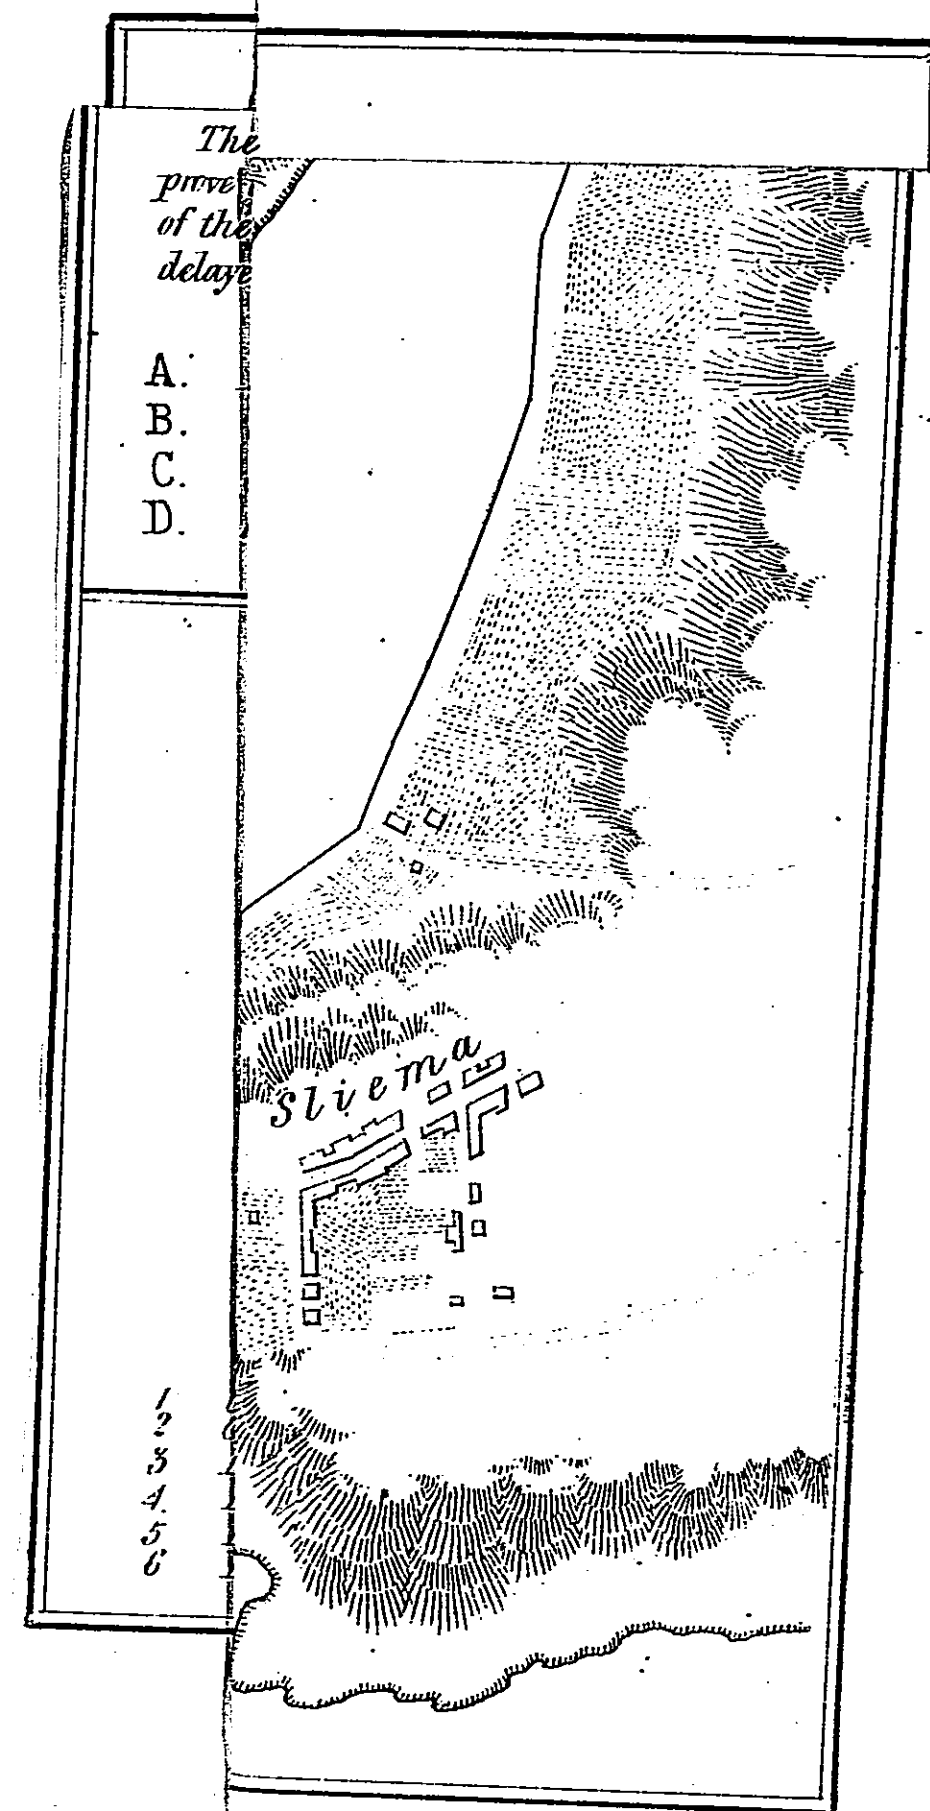 The
prove
of the
delaye
A.
B.
C.
D.
Sliema
1
2
3
4.
5
6